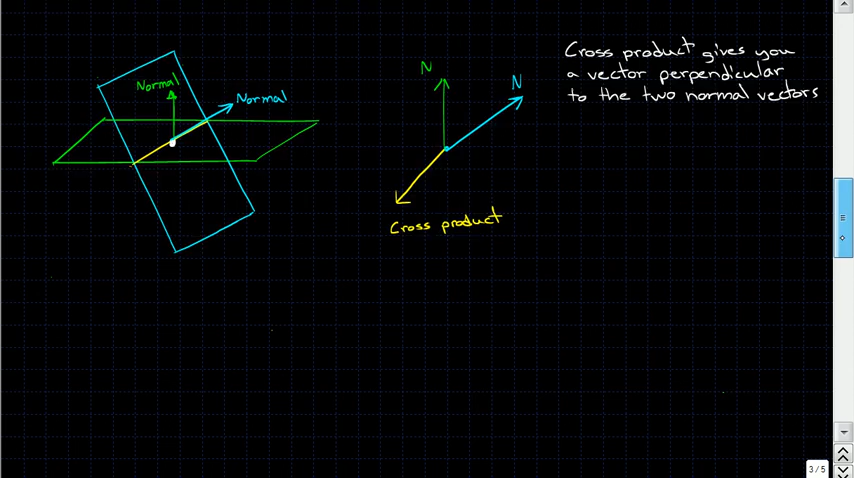 Normal
Normal
N
N
Cross product
Cross product gives you
a vector perpendicular
to the two normal vectors
3/5